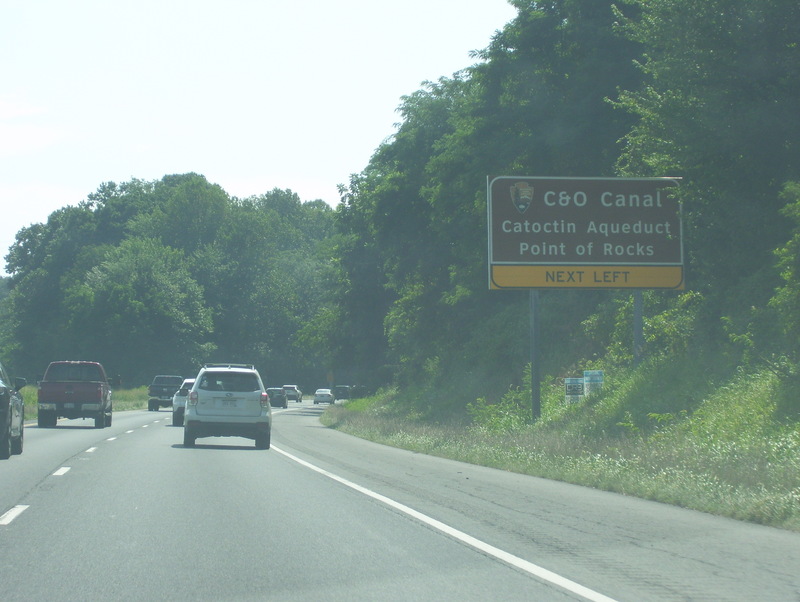 C&O Canal
Catoctin Aqueduct
Point of Rocks
NEXT LEFT